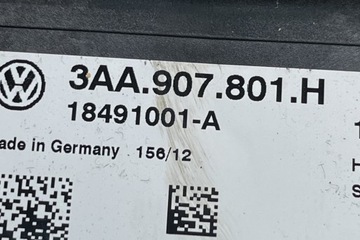 3AA.907.801.H
18491001-A
ade in Germany 156/12
H
S